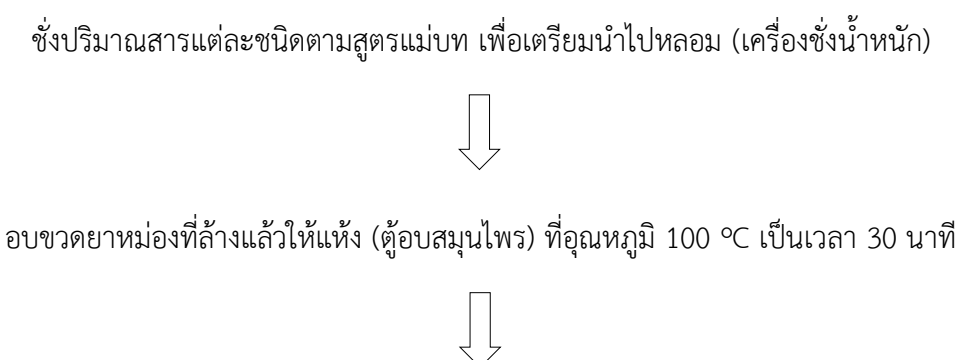 ชั่งปริมาณสารแต่ละชนิดตามสูตรแม่บท เพื่อเตรียมนำไปหลอม (เครื่องชั่งน้ำหนัก)
อบขวดยาหม่องที่ล้างแล้วให้แห้ง (ตู้อบสมุนไพร) ที่อุณหภูมิ 100 °C เป็นเวลา 30 นาที